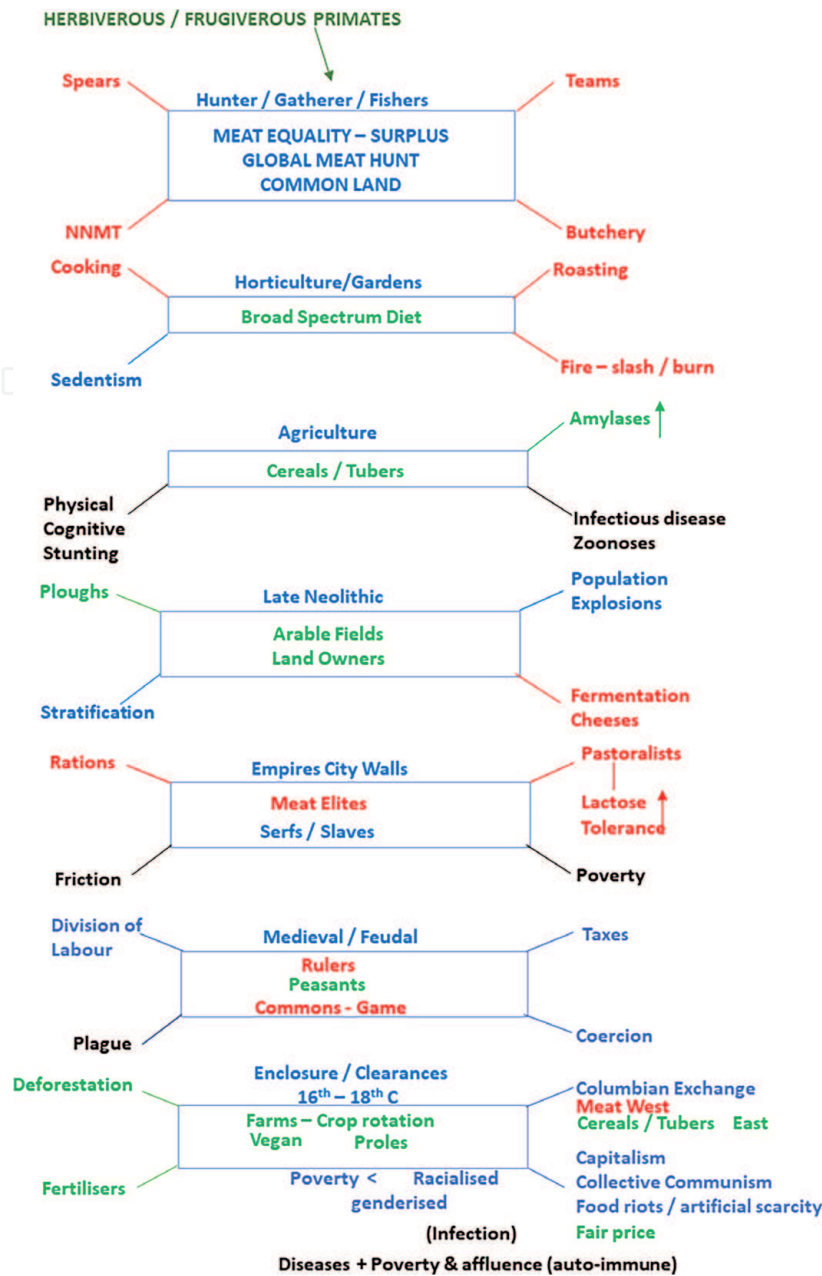 HERBIVEROUS / FRUGIVEROUS PRIMATES
Spears
Teams
Hunter / Gatherer / Fishers
MEAT EQUALITY – SURPLUS
GLOBAL MEAT HUNT
COMMON LAND
NNMT
Butchery
Cooking
Roasting
Horticulture/Gardens
Broad Spectrum Diet
Sedentism
Fire – slash / burn
Amylases
Agriculture
Cereals / Tubers
Physical
Cognitive
Stunting
Infectious disease
Zoonoses
Ploughs
Population
Explosions
Late Neolithic
Arable Fields
Land Owners
Stratification
Fermentation
Cheeses
Rations
Pastoralists
Empires City Walls
Meat Elites
Serfs / Slaves
Lactose
Tolerance
Friction
Poverty
Division of
Labour
Taxes
Medieval / Feudal
Rulers
Peasants
Commons - Game
Plague
Coercion
Enclosure / Clearances
16th – 18th C
Deforestation
Columbian Exchange
Meat West
Cereals / Tubers East
Farms – Crop rotation
Vegan Proles
Fertilisers
Poverty < Racialised
genderised
Capitalism
Collective Communism
Food riots / artificial scarcity
Fair price
(Infection)
Diseases + Poverty & affluence (auto-immune)